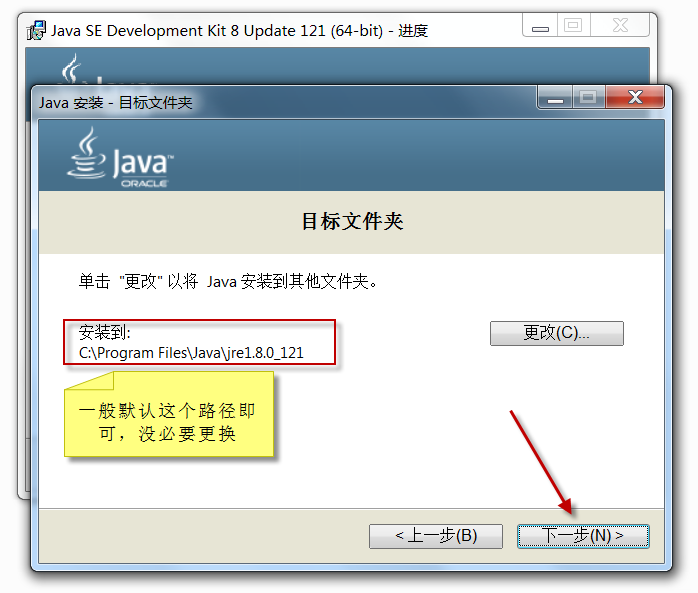 Java SE Development Kit 8 Update 121 (64-bit) - 进度
Java 安装 - 目标文件夹
Java™
ORACLE
目标文件夹
单击 "更改" 以将 Java 安装到其他文件夹。
安装到:
C:\Program Files\Java\jre1.8.0_121
更改(C)...
一般默认这个路径即
可，没必要更换
<上一步(B)
下一步(N) >